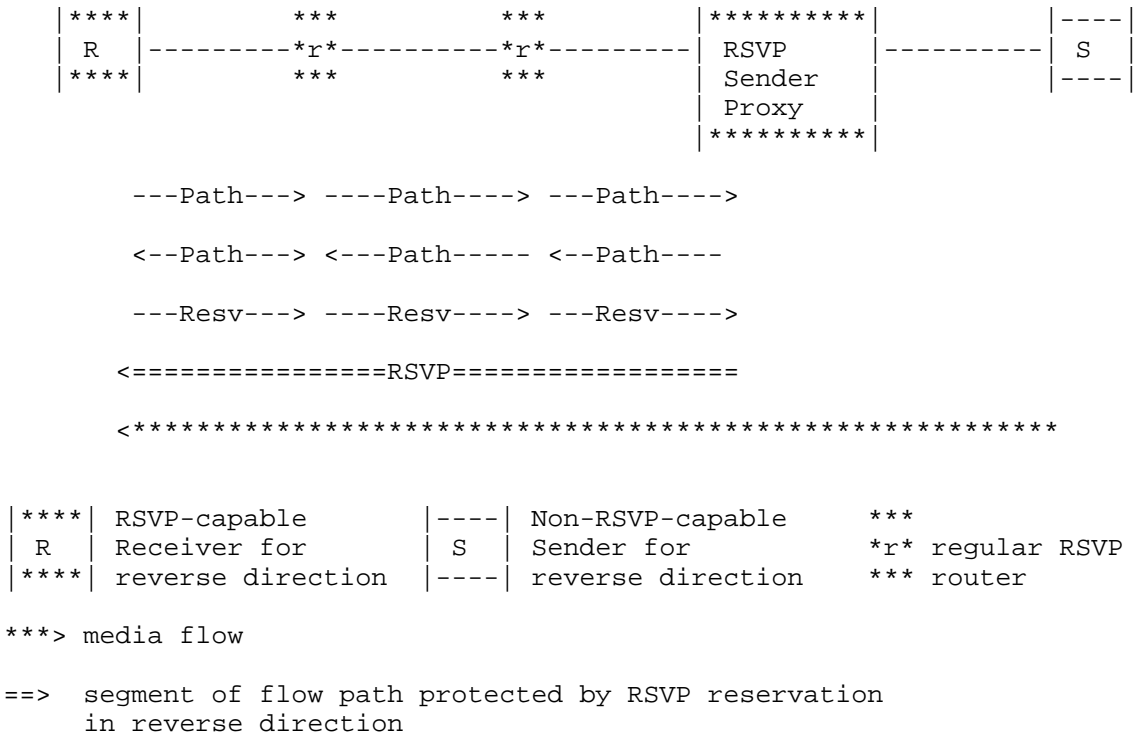 |****|         ***          ***         |**********|          |----|
| R  |---------*r*----------*r*---------| RSVP     |----------| S  |
|****|         ***          ***         | Sender   |          |----|
                                        | Proxy    |
                                        |**********|
---Path---> ----Path----> ---Path---->
<--Path---> <---Path----- <--Path----
---Resv---> ----Resv----> ---Resv---->
<================RSVP==================
<**********************************************************
|****| RSVP-capable        |----| Non-RSVP-capable     ***
| R  | Receiver for        | S  | Sender for           *r* regular RSVP
|****| reverse direction   |----| reverse direction    *** router
***> media flow
==>  segment of flow path protected by RSVP reservation
     in reverse direction